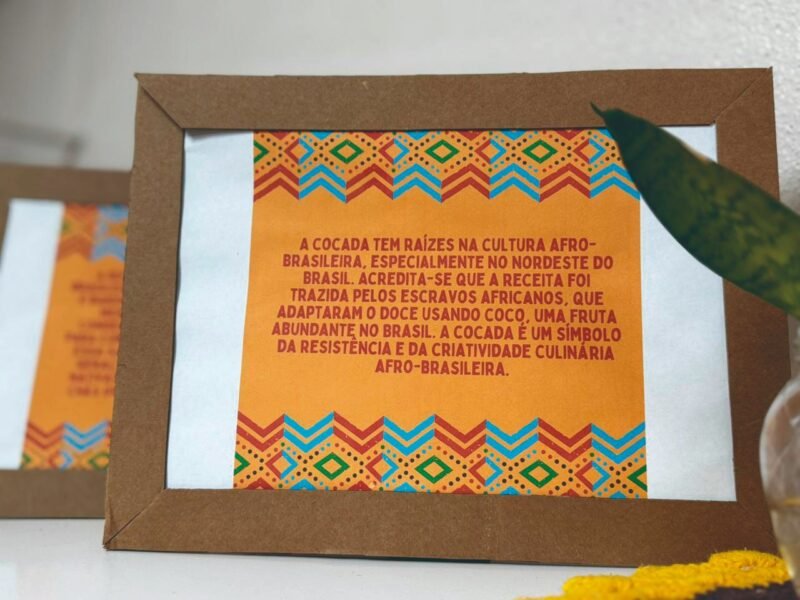 A COCADA TEM RAÍZES NA CULTURA AFRO-
BRASILEIRA, ESPECIALMENTE NO NORDESTE DO
BRASIL. ACREDITA-SE QUE A RECEITA FOI
TRAZIDA PELOS ESCRAVOS AFRICANOS, QUE
ADAPTARAM O DOCE USANDO COCO, UMA FRUTA
ABUNDANTE NO BRASIL. A COCADA É UM SÍMBOLO
DA RESISTÊNCIA E DA CRIATIVIDADE CULINÁRIA
AFRO-BRASILEIRA.